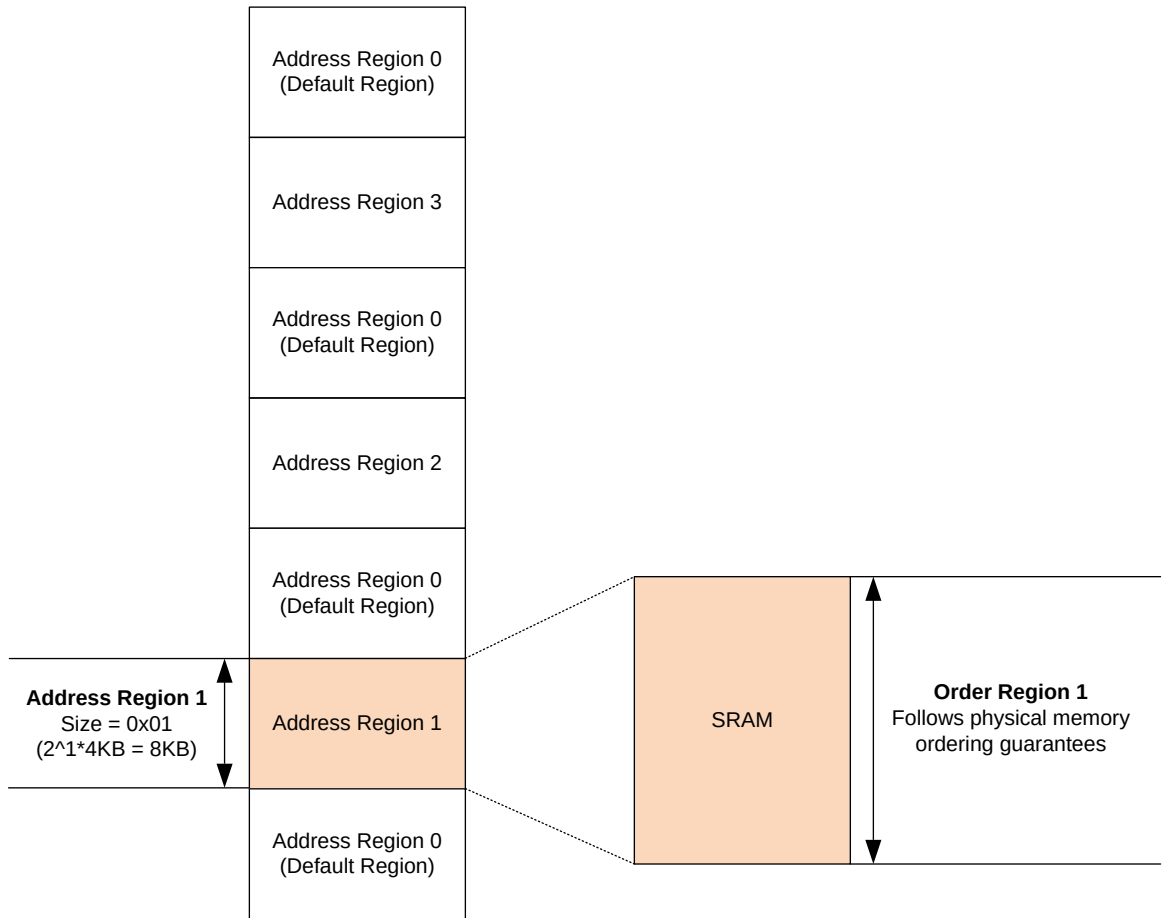 Address Region 0
(Default Region)
Address Region 3
Address Region 0
(Default Region)
Address Region 2
Address Region 0
(Default Region)
Address Region 1
Size = 0x01
(2^1*4KB = 8KB)
Address Region 1
SRAM
Order Region 1
Follows physical memory
ordering guarantees
Address Region 0
(Default Region)